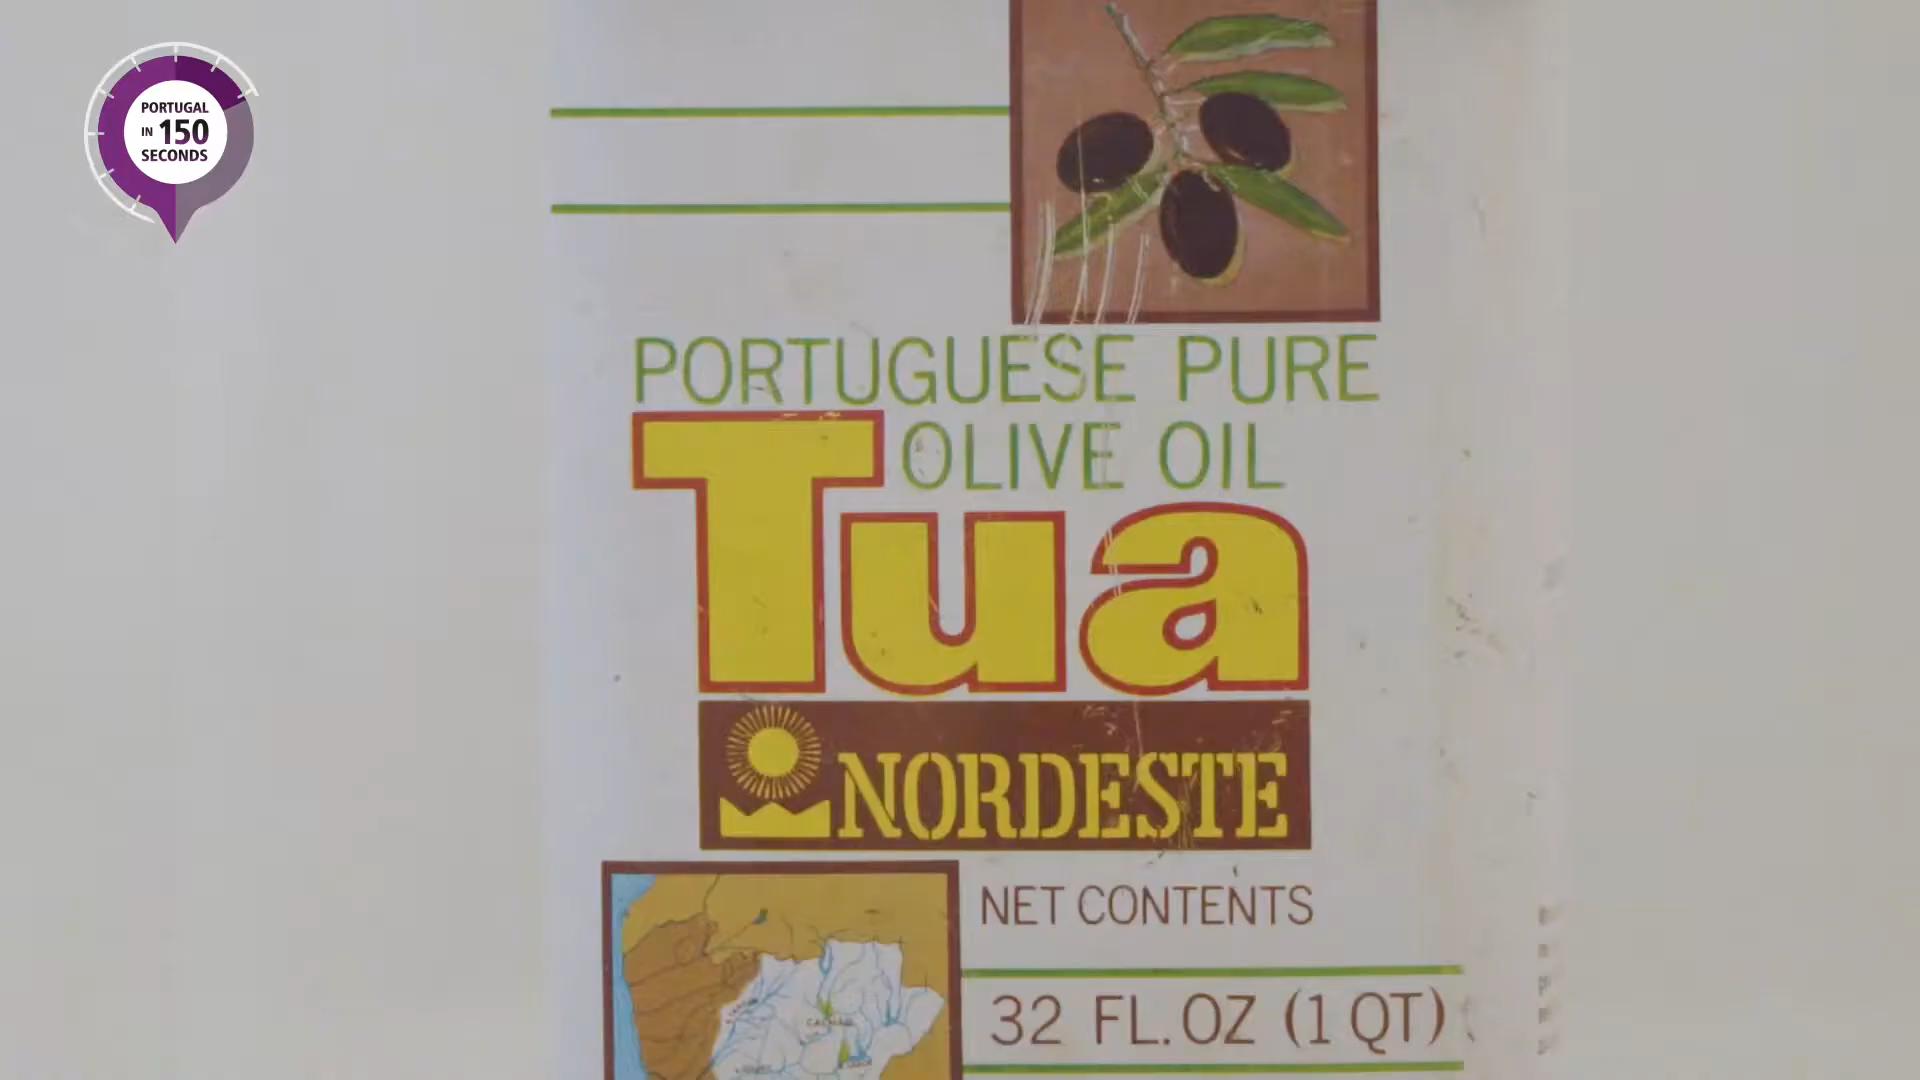 PORTUGAL
IN 150
SECONDS
PORTUGUESE PURE
OLIVE OIL
Tua
NORDESTE
NET CONTENTS
32 FL. OZ (1 QT)